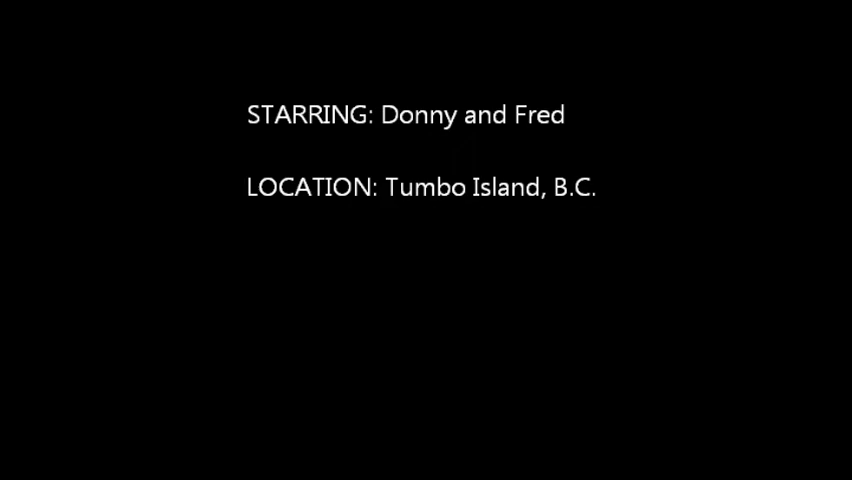 STARRING: Donny and Fred
LOCATION: Tumbo Island, B.C.